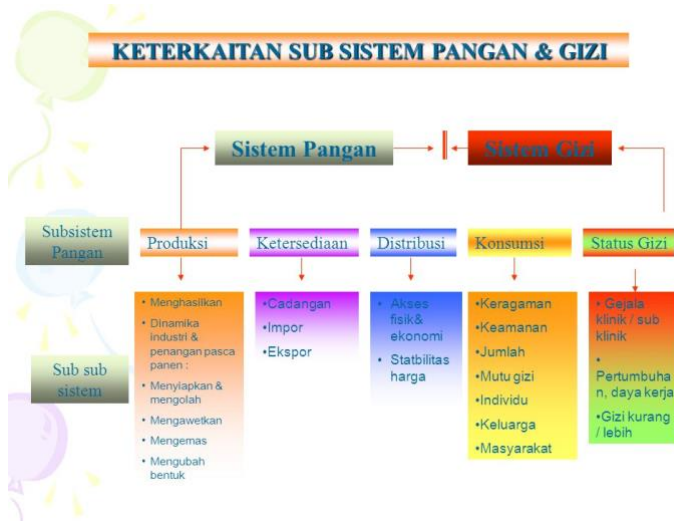 KETERKAITAN SUB SISTEM PANGAN & GIZI
Sistem Pangan
Sistem Gizi
Subsistem
Pangan
Produksi
Ketersediaan
Distribusi
Konsumsi
Status Gizi
Sub sub
sistem
• Menghasilkan
• Dinamika
industri &
penangan pasca
panen :
• Menyiapkan &
mengolah
• Mengawetkan
• Mengemas
• Mengubah
bentuk
•Cadangan
•Impor
•Ekspor
• Akses
fisik&
ekonomi
• Statbilitas
harga
•Keragaman
•Keamanan
•Jumlah
•Mutu gizi
•Individu
•Keluarga
•Masyarakat
• Gejala
klinik / sub
klinik
•
Pertumbuha
n, daya kerja
•Gizi kurang
/ lebih